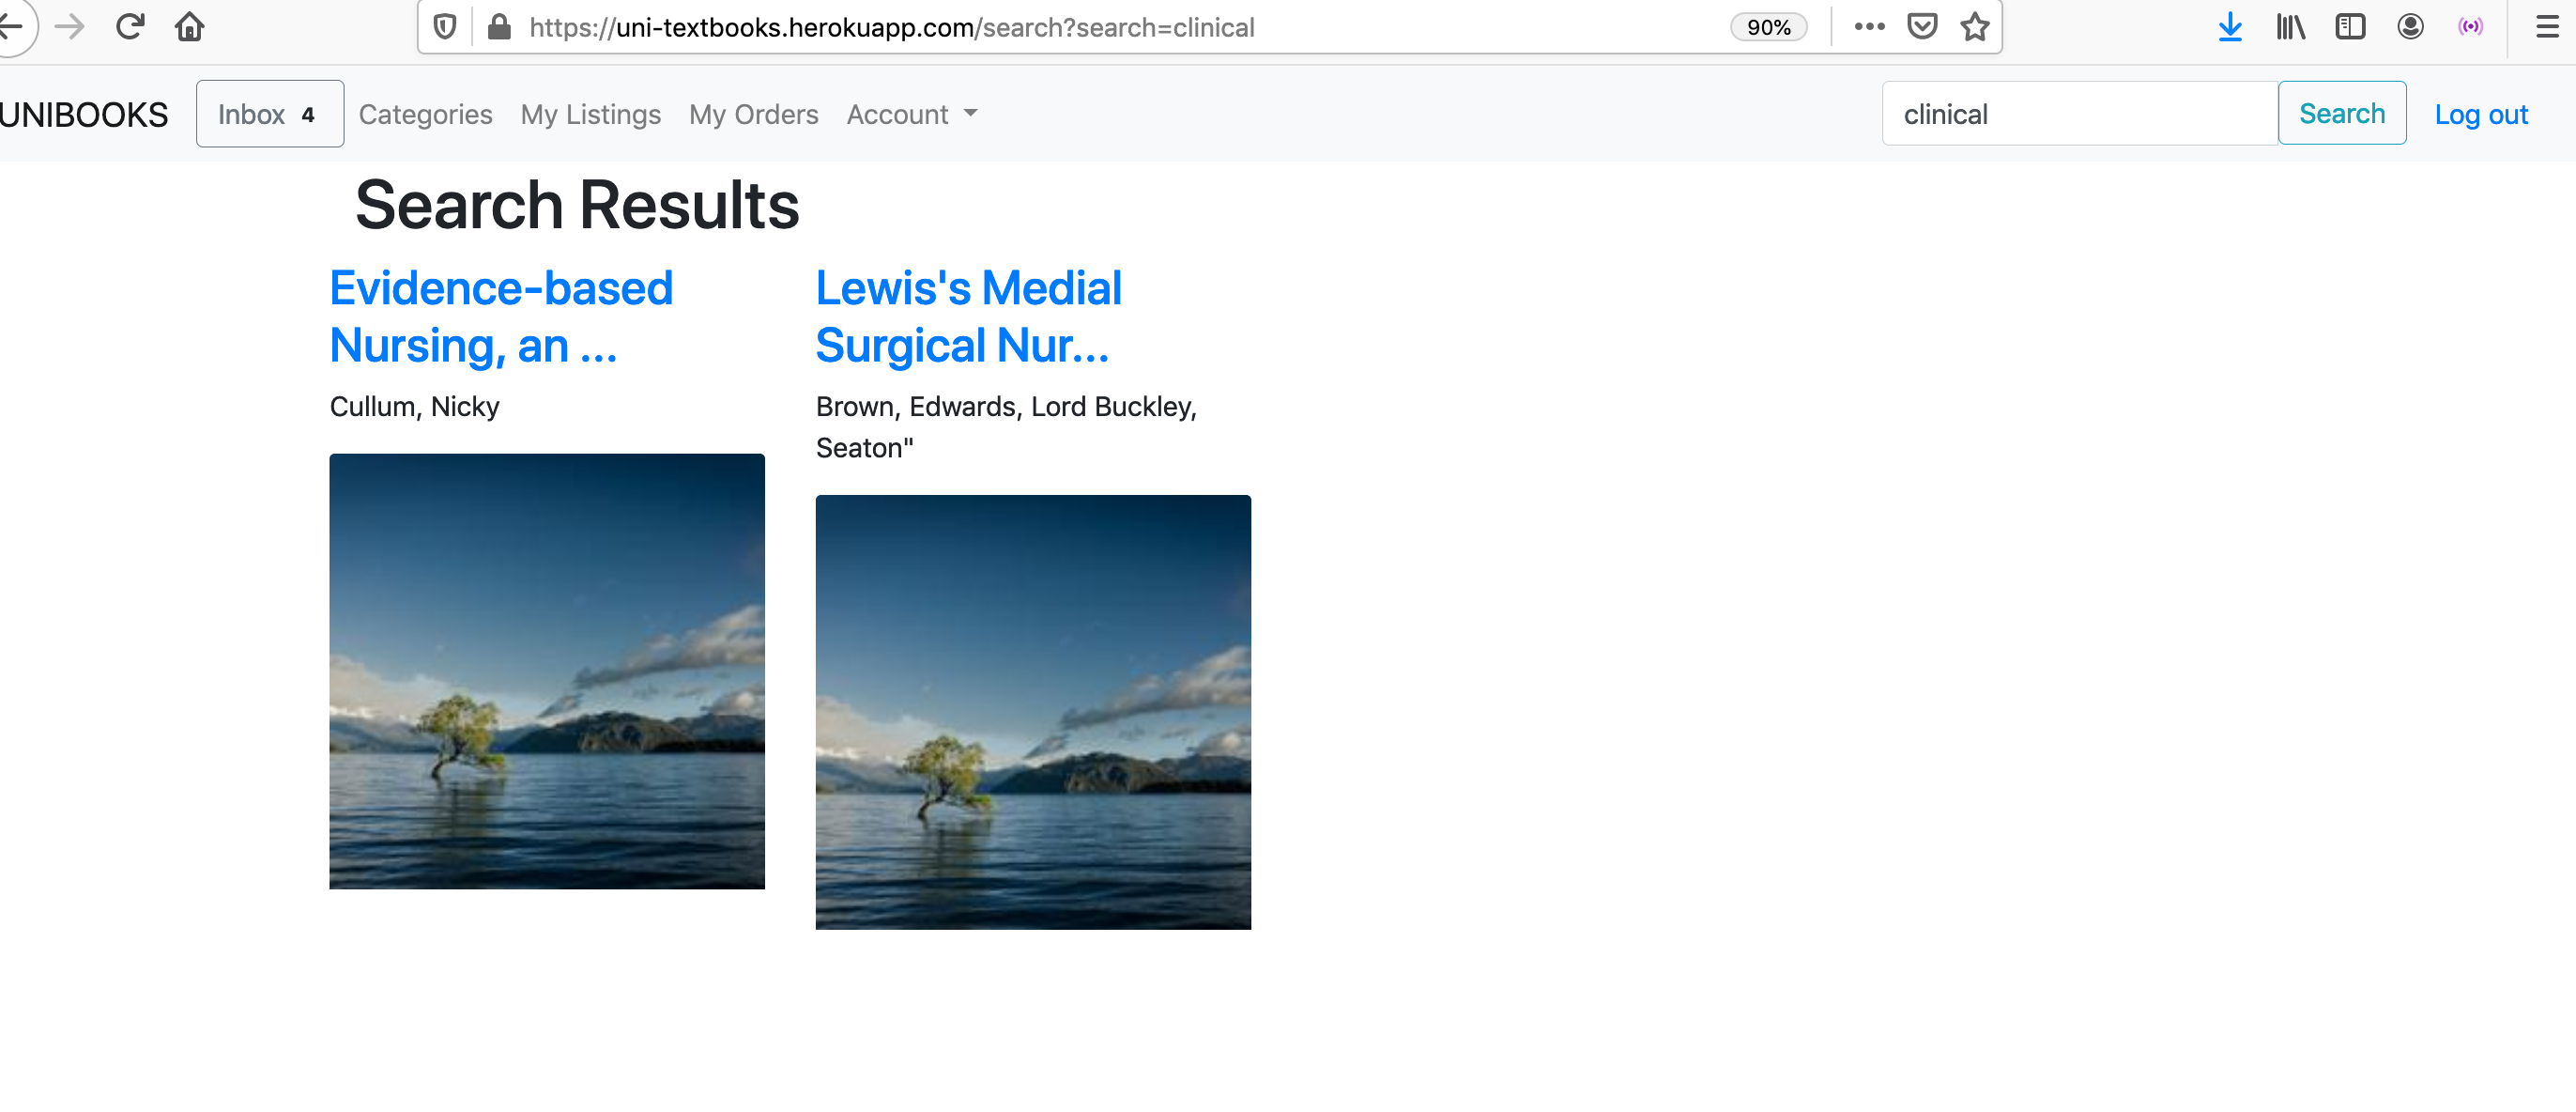 https://uni-textbooks.herokuapp.com/search?search=clinical 90%
UNIBOOKS Inbox 4 Categories My Listings My Orders Account clinical Search Log out
Search Results
Evidence-based
Nursing, an ...
Cullum, Nicky
Lewis's Medial
Surgical Nur...
Brown, Edwards, Lord Buckley,
Seaton"